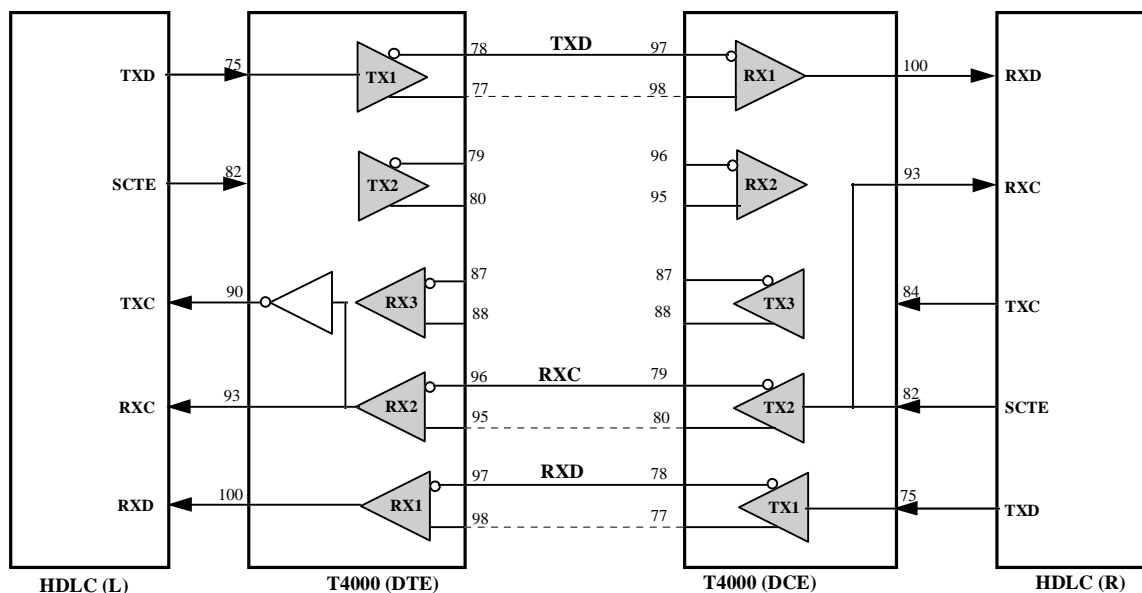 78 TXD 97
TXD 75 TX1 RX1 100 RXD
77 98
79 96
SCTE 82 TX2 RX2 93 RXC
80 95
87 87
TXC 90 RX3 TX3 84 TXC
88 88
96 RXC 79
RXC 93 RX2 TX2 82 SCTE
95 80
97 RXD 78
RXD 100 RX1 TX1 75 TXD
98 77
HDLC (L) T4000 (DTE) T4000 (DCE) HDLC (R)